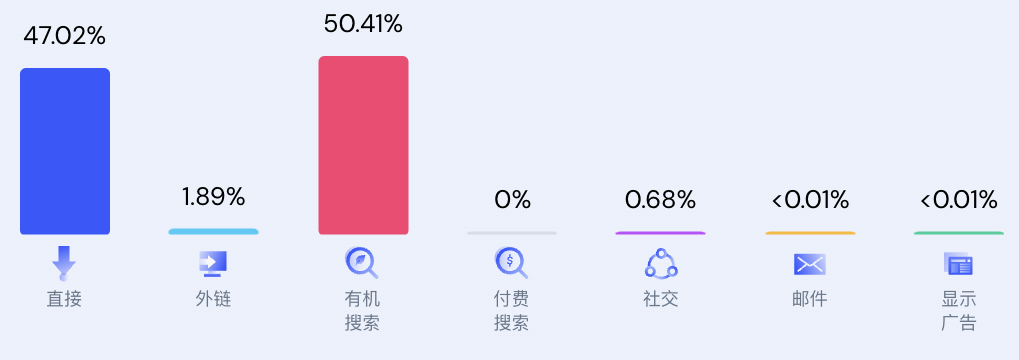 47.02%
1.89%
50.41%
0%
0.68%
<0.01%
<0.01%
直接
外链
有机
搜索
付费
搜索
社交
邮件
显示
广告